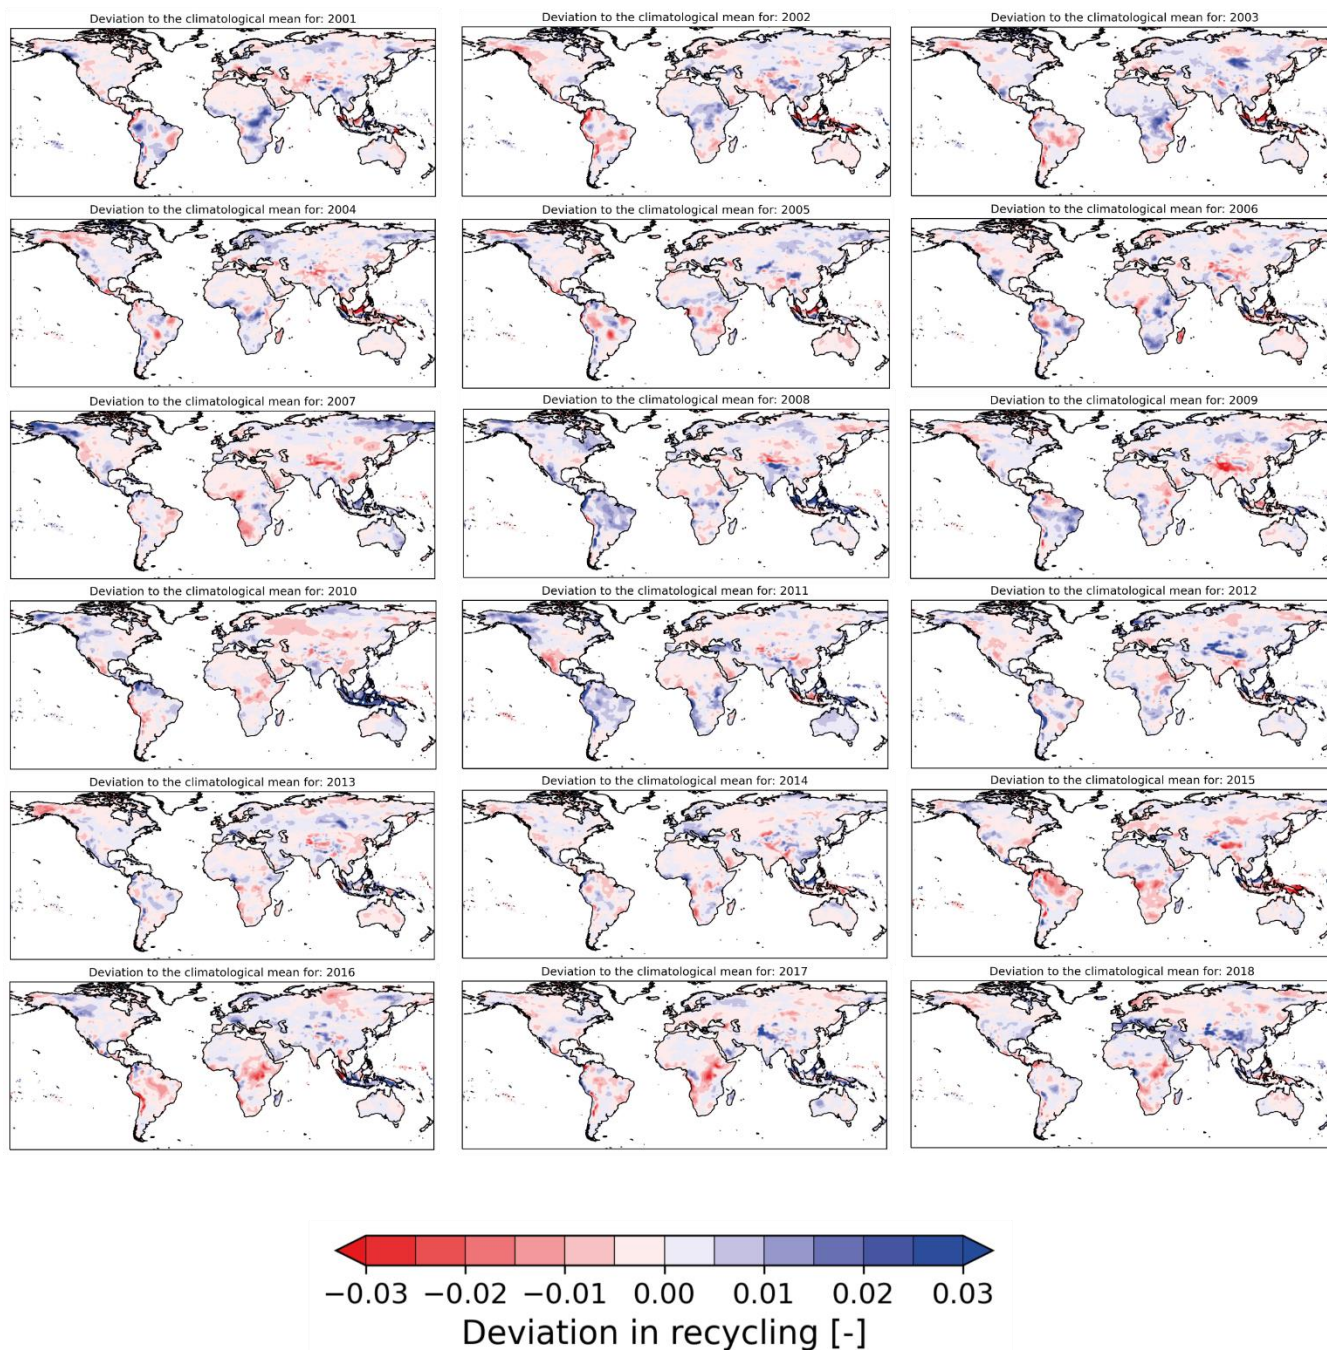 Deviation to the climatological mean for: 2001
Deviation to the climatological mean for: 2002
Deviation to the climatological mean for: 2003
Deviation to the climatological mean for: 2004
Deviation to the climatological mean for: 2005
Deviation to the climatological mean for: 2006
Deviation to the climatological mean for: 2007
Deviation to the climatological mean for: 2008
Deviation to the climatological mean for: 2009
Deviation to the climatological mean for: 2010
Deviation to the climatological mean for: 2011
Deviation to the climatological mean for: 2012
Deviation to the climatological mean for: 2013
Deviation to the climatological mean for: 2014
Deviation to the climatological mean for: 2015
Deviation to the climatological mean for: 2016
Deviation to the climatological mean for: 2017
Deviation to the climatological mean for: 2018
−0.03 −0.02 −0.01 0.00 0.01 0.02 0.03
Deviation in recycling [-]